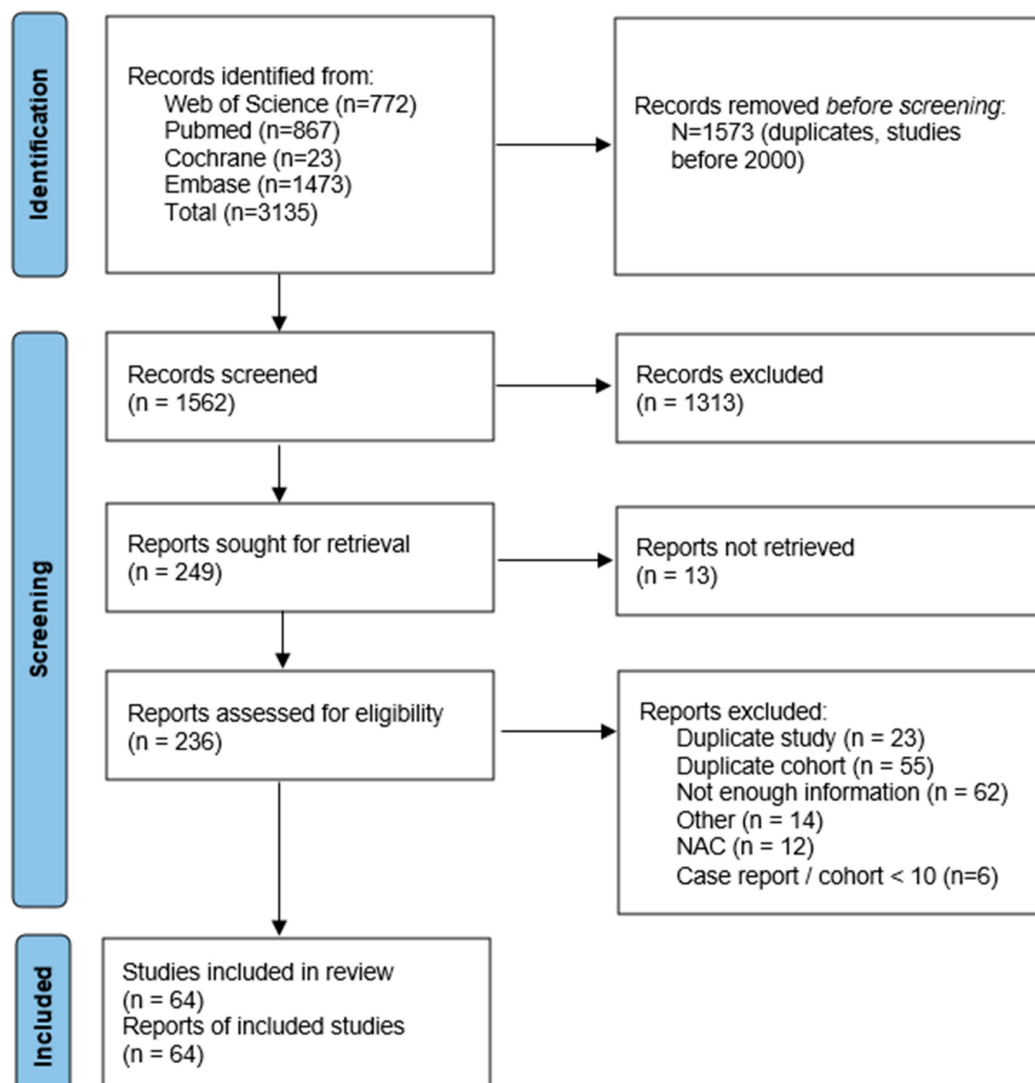 Identification
Records identified from:
Web of Science (n=772)
Pubmed (n=867)
Cochrane (n=23)
Embase (n=1473)
Total (n=3135)
Records removed before screening:
N=1573 (duplicates, studies
before 2000)
Screening
Records screened
(n = 1562)
Records excluded
(n = 1313)
Reports sought for retrieval
(n = 249)
Reports not retrieved
(n = 13)
Reports assessed for eligibility
(n = 236)
Reports excluded:
Duplicate study (n = 23)
Duplicate cohort (n = 55)
Not enough information (n = 62)
Other (n = 14)
NAC (n = 12)
Case report / cohort < 10 (n=6)
Included
Studies included in review
(n = 64)
Reports of included studies
(n = 64)